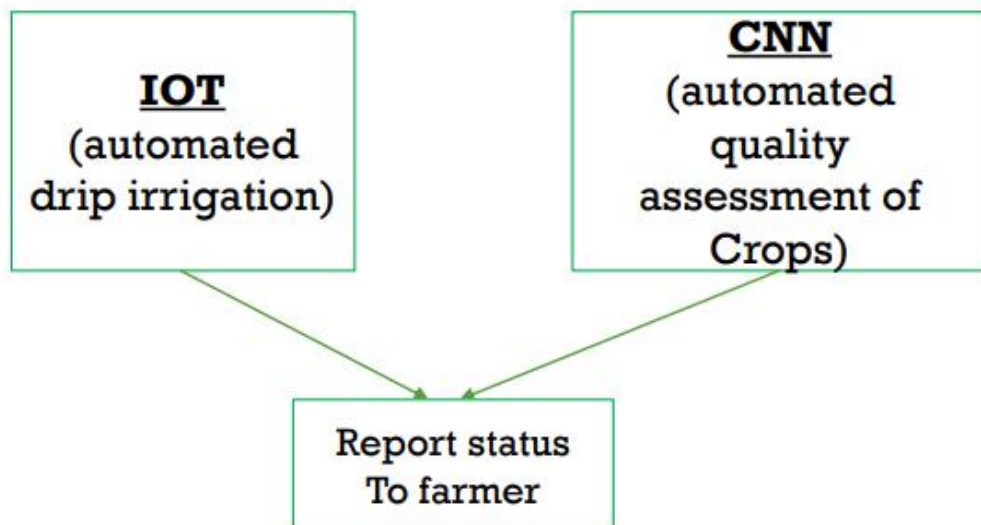 IOT
(automated
drip irrigation)
CNN
(automated
quality
assessment of
Crops)
Report status
To farmer